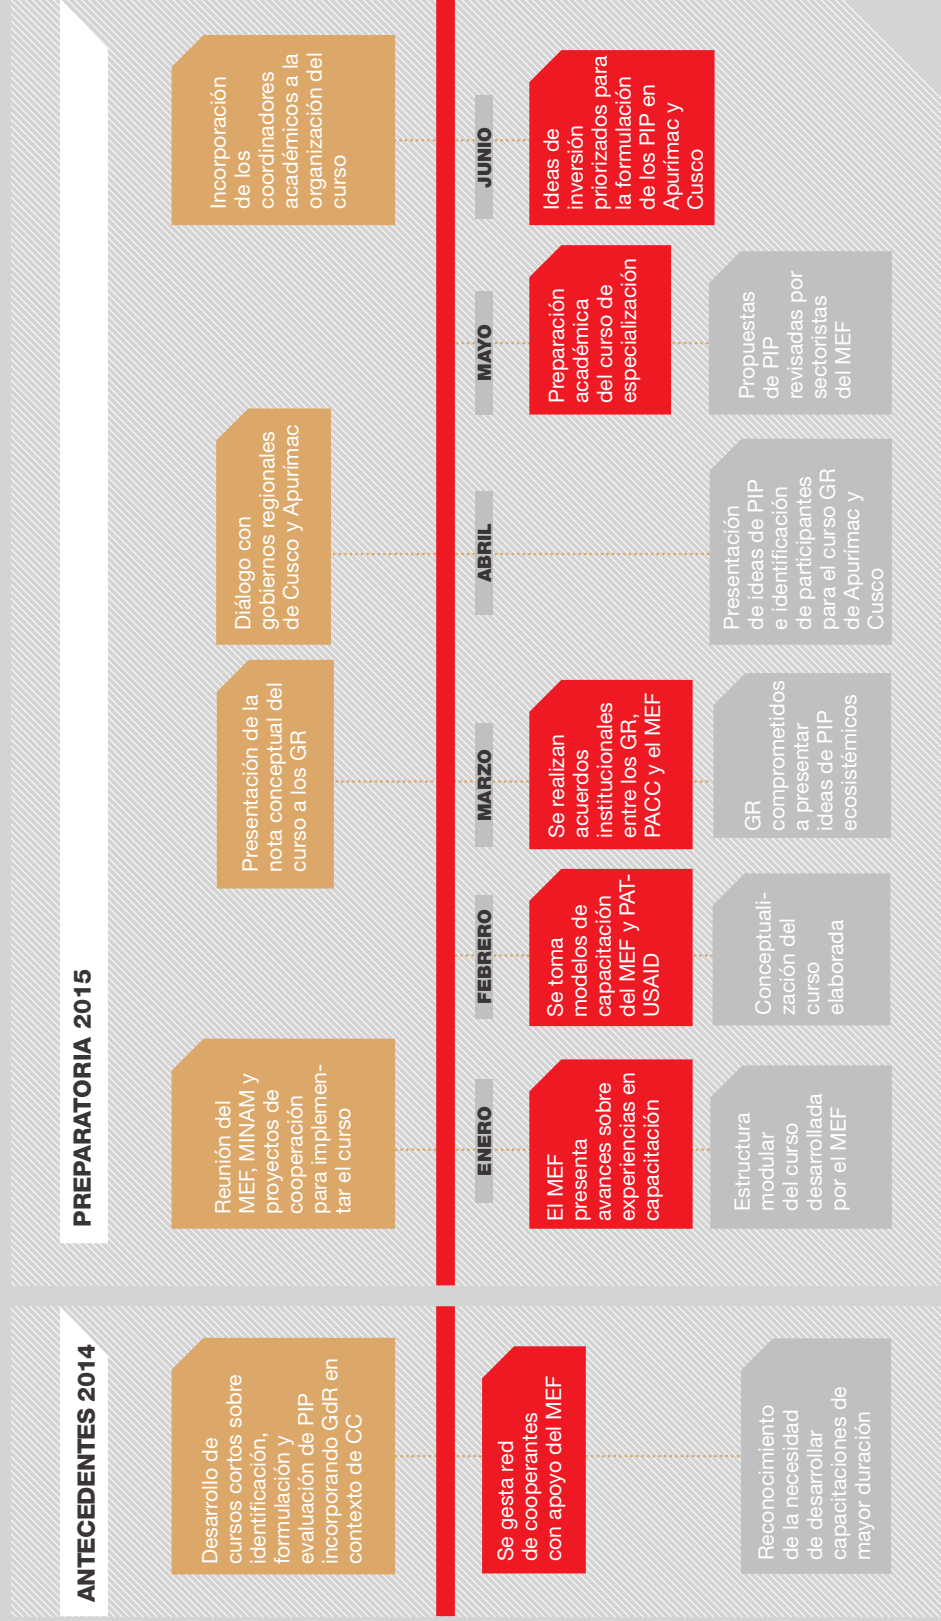 ANTECEDENTES 2014
Desarrollo de
cursos cortos sobre
identificación,
formulación y
evaluación de PIP
incorporando GdR en
contexto de CC
Se gesta red
de cooperantes
con apoyo del MEF
Reconocimiento
de la necesidad
de desarrollar
capacitaciones de
mayor duración
PREPARATORIA 2015
Reunión del
MEF, MINAM y
proyectos de
cooperación
para implemen-
tar el curso
ENERO
El MEF
presenta
avances sobre
experiencias en
capacitación
Estructura
modular
del curso
desarrollada
por el MEF
FEBRERO
Se toma
modelos de
capacitación
del MEF y PAT-
USAID
Conceptuali-
zación del
curso
elaborada
Presentación de la
nota conceptual del
curso a los GR
MARZO
Se realizan
acuerdos
institucionales
entre los GR,
PACC y el MEF
GR
comprometidos
a presentar
ideas de PIP
ecosistémicos
Diálogo con
gobiernos regionales
de Cusco y Apurímac
ABRIL
Presentación
de ideas de PIP
e identificación
de participantes
para el curso GR
de Apurímac y
Cusco
MAYO
Preparación
académica
del curso de
especialización
Propuestas
de PIP
revisadas por
sectoristas
del MEF
Incorporación
de los
coordinadores
académicos a la
organización del
curso
JUNIO
Ideas de
inversión
priorizados para
la formulación
de los PIP en
Apurímac y
Cusco